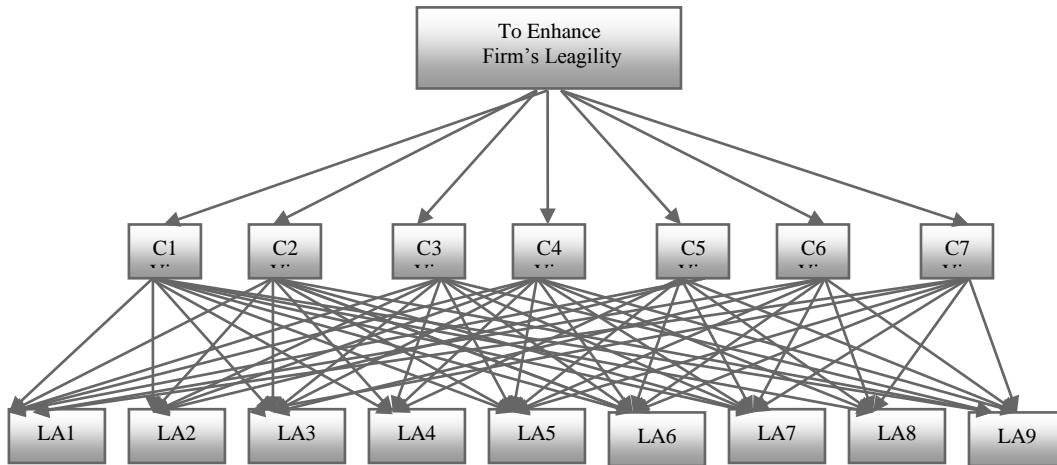 To Enhance
Firm's Leagility
C1
C2
C3
C4
C5
C6
C7
LA1
LA2
LA3
LA4
LA5
LA6
LA7
LA8
LA9